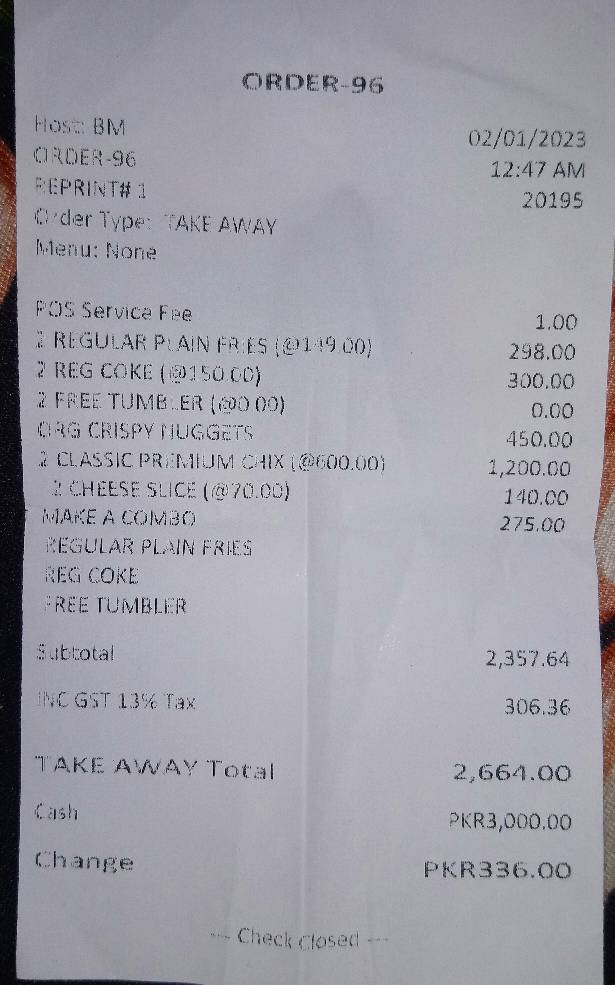 ORDER-96
Host: BM
02/01/2023
ORDER-96
12:47 AM
REPRINT# 1
20195
Order Type: TAKE AWAY
Menu: None
POS Service Fee 1.00
2 REGULAR PLAIN FRIES (@149.00) 298.00
2 REG COKE (@150.00) 300.00
2 FREE TUMBLER (@0.00) 0.00
ORG CRISPY NUGGETS 450.00
2 CLASSIC PREMIUM CHIX (@600.00) 1,200.00
2 CHEESE SLICE (@70.00) 140.00
MAKE A COMBO 275.00
REGULAR PLAIN FRIES
REG COKE
FREE TUMBLER
Subtotal 2,357.64
INC GST 13% Tax 306.36
TAKE AWAY Total 2,664.00
Cash PKR3,000.00
Change PKR336.00
--- Check Closed ---